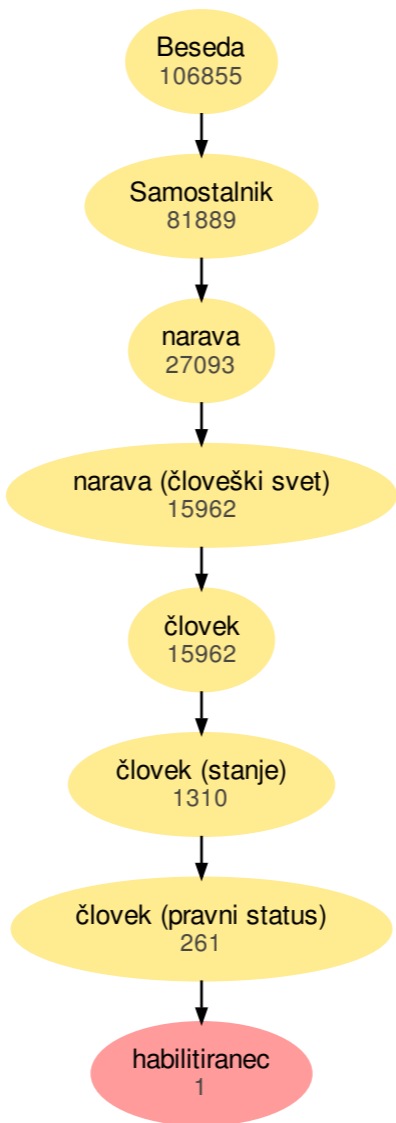 Beseda
106855
Samostalnik
81889
narava
27093
narava (človeški svet)
15962
človek
15962
človek (stanje)
1310
človek (pravni status)
261
habilitiranec
1